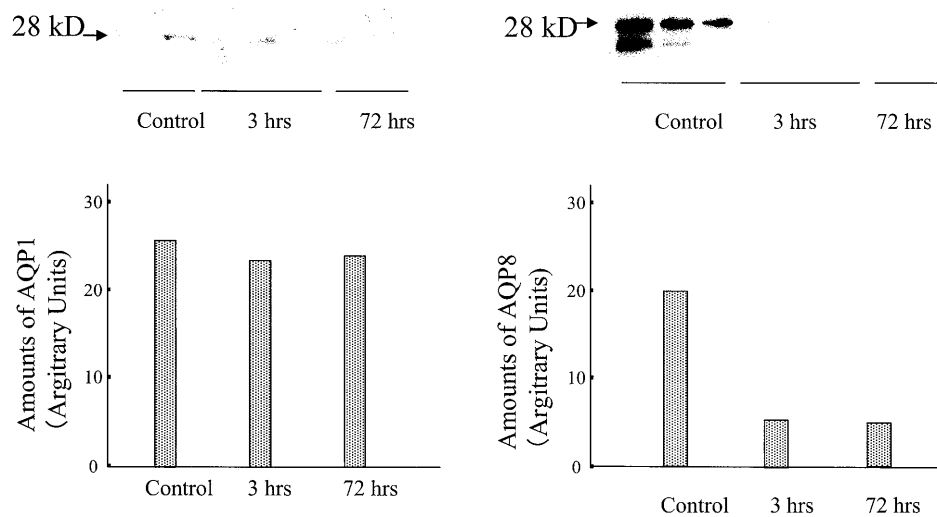 28 kD
Control 3 hrs 72 hrs
Amounts of AQP1
(Argitrary Units)
30
20
10
0
Control 3 hrs 72 hrs
28 kD
Control 3 hrs 72 hrs
Amounts of AQP8
(Argitrary Units)
30
20
10
0
Control 3 hrs 72 hrs